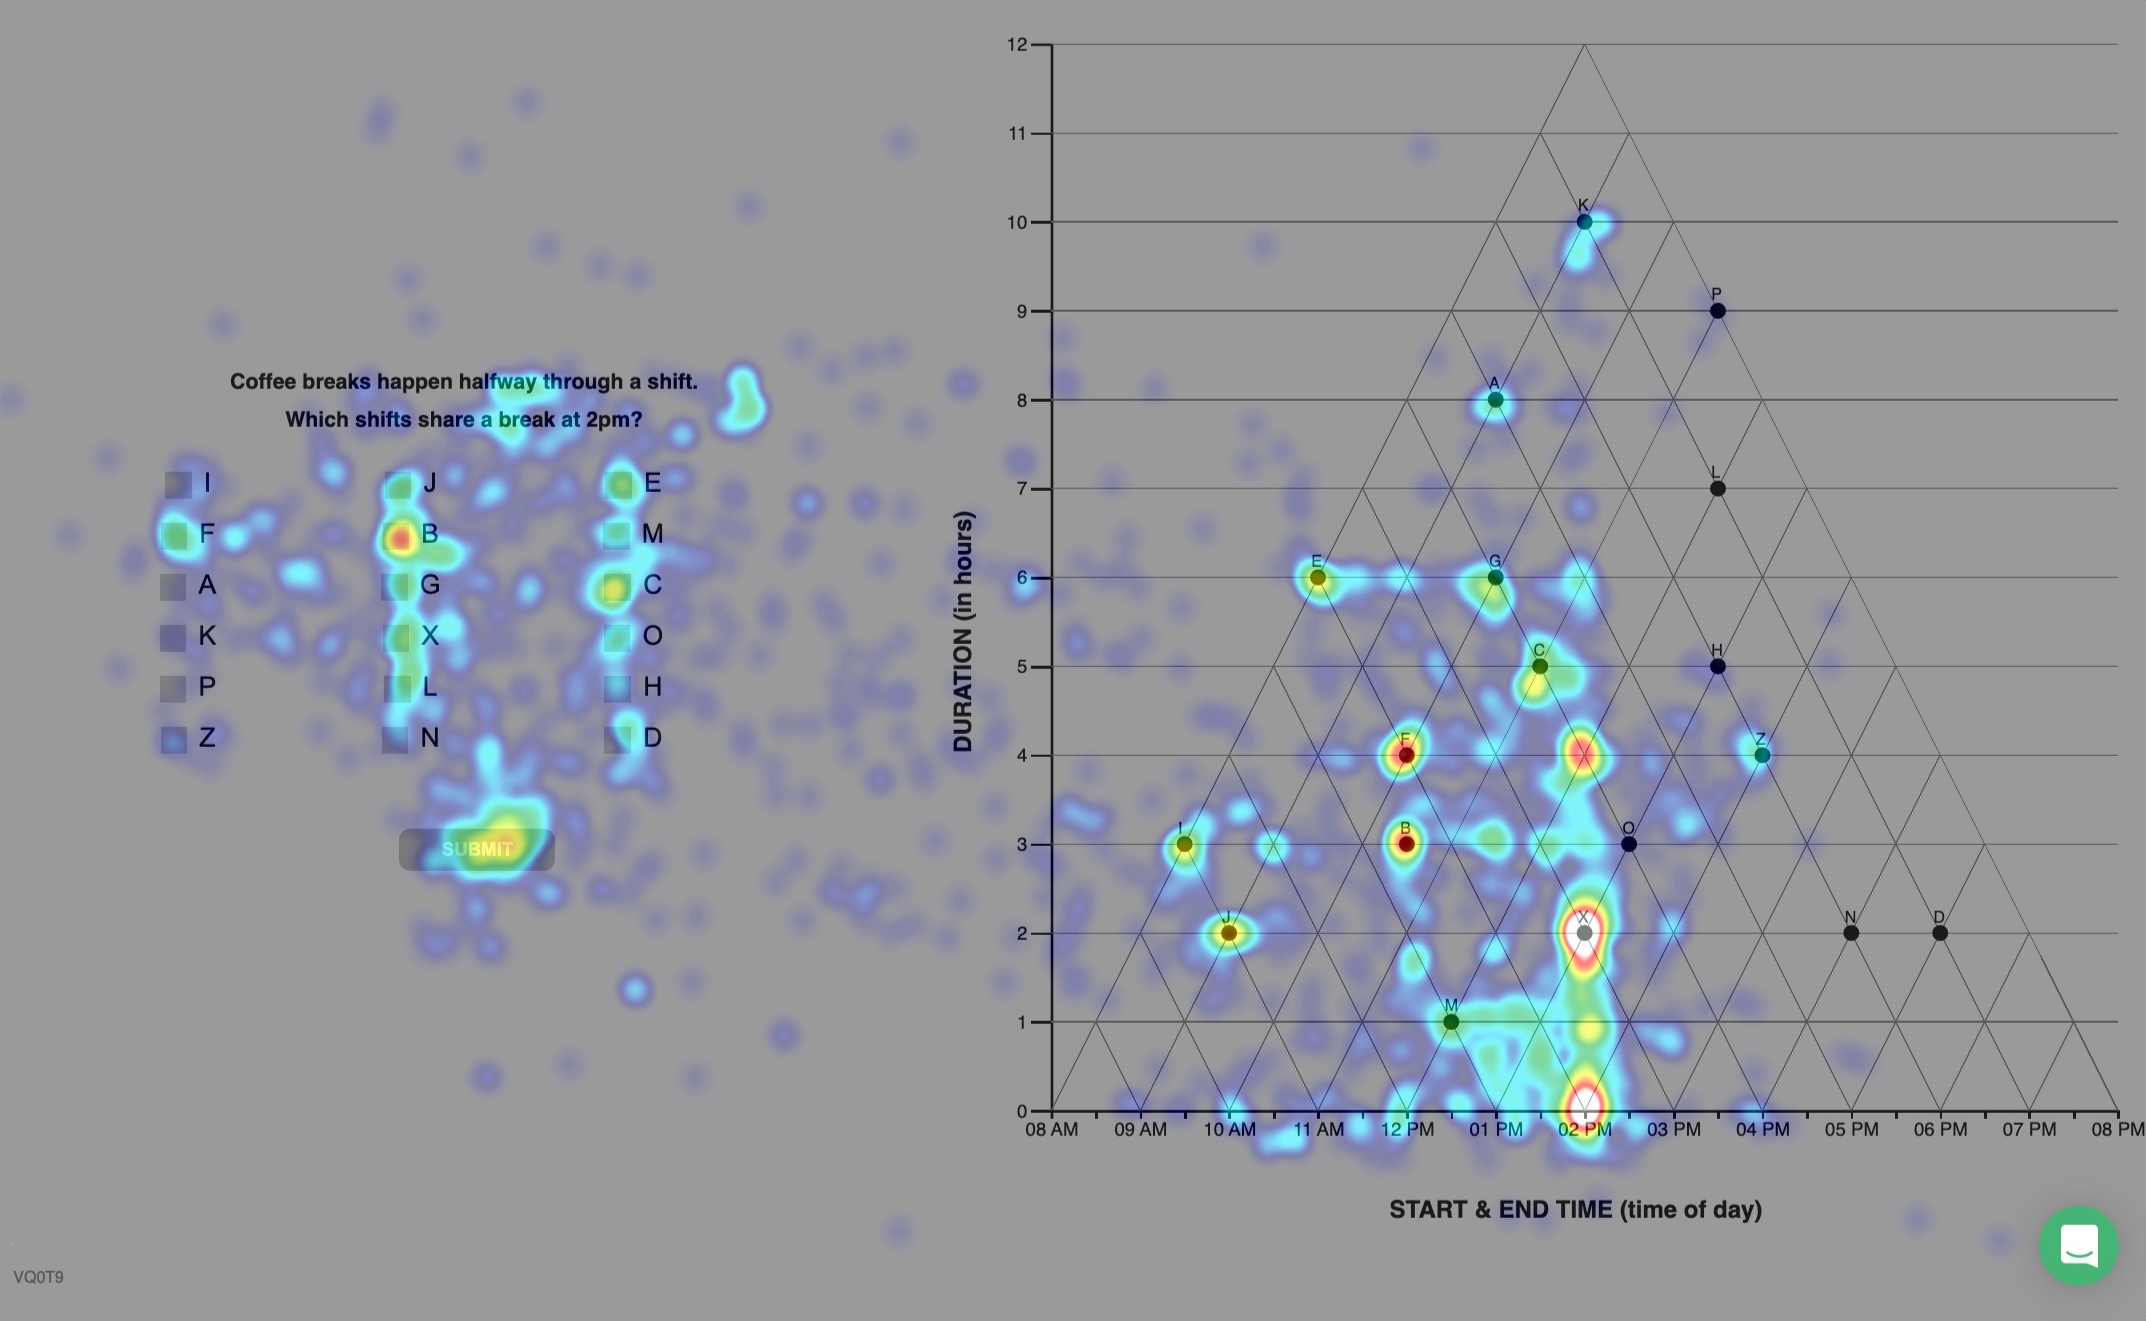 Coffee breaks happen halfway through a shift.
Which shifts share a break at 2pm?
I J E
F B M
A G C
K X O
P L H
Z N D
SUBMIT
VQ0T9
DURATION (in hours)
12
11
10
9
8
7
6
5
4
3
2
1
0
K
P
A
L
E G
C H
F Z
I B O
J X N D
M
08 AM 09 AM 10 AM 11 AM 12 PM 01 PM 02 PM 03 PM 04 PM 05 PM 06 PM 07 PM 08 PM
START & END TIME (time of day)